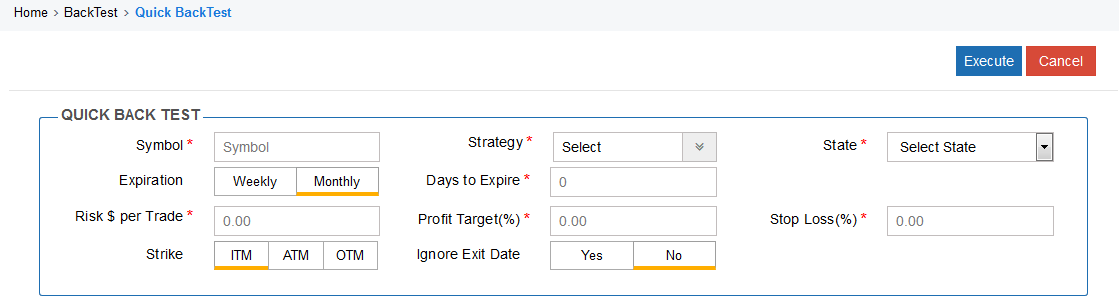 Home > BackTest > Quick BackTest
Execute Cancel
QUICK BACK TEST
Symbol * Symbol Strategy * Select State * Select State
Expiration Weekly Monthly Days to Expire * 0
Risk $ per Trade * 0.00 Profit Target(%) * 0.00 Stop Loss(%) * 0.00
Strike ITM ATM OTM Ignore Exit Date Yes No